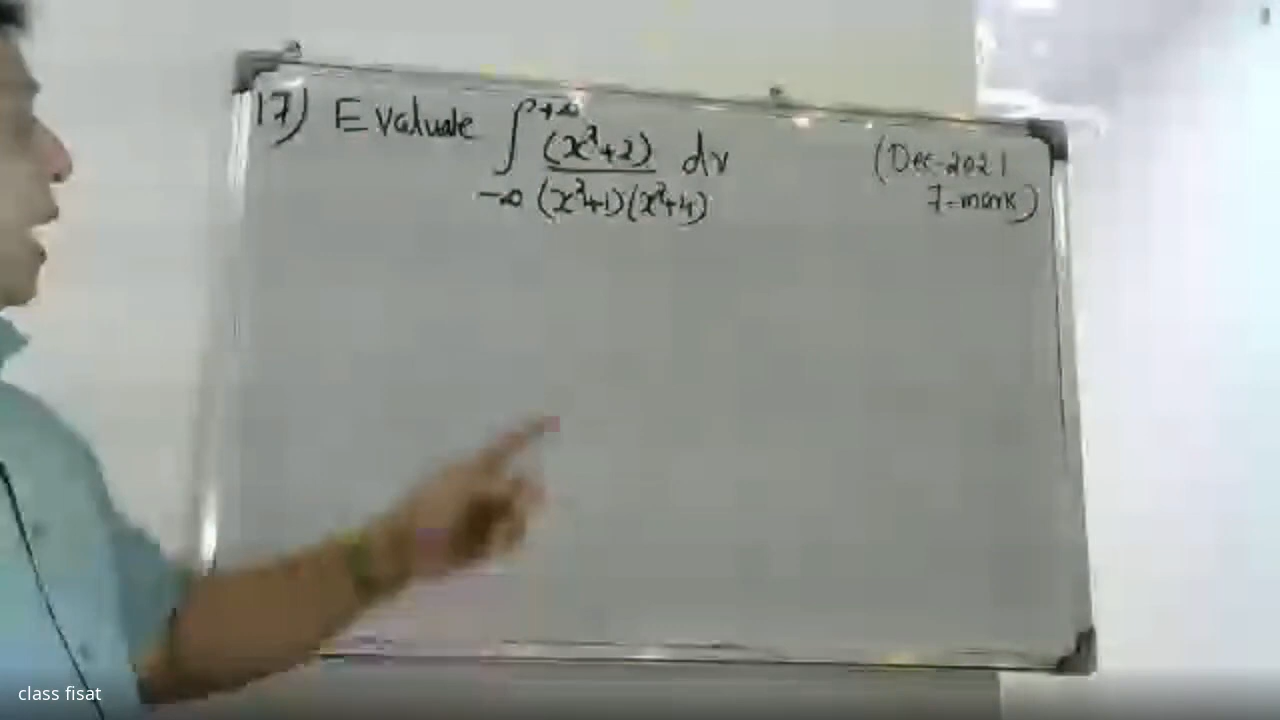 17) Evaluate ∫_{-∞}^{+∞} (x²+2) / (x²+1)(x²+4) dx
(Dec-2021
7-mark)
class fisat